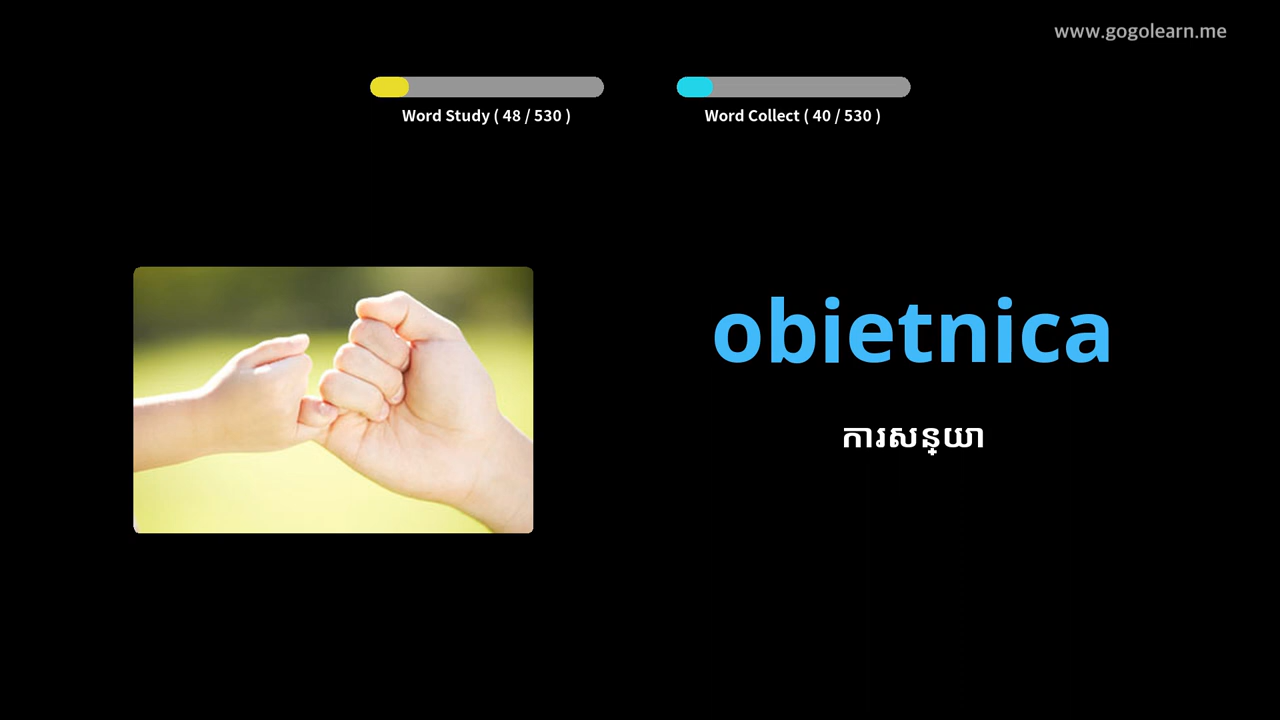 www.gogolearn.me
Word Study ( 48 / 530 )
Word Collect ( 40 / 530 )
obietnica
ការសន្យា